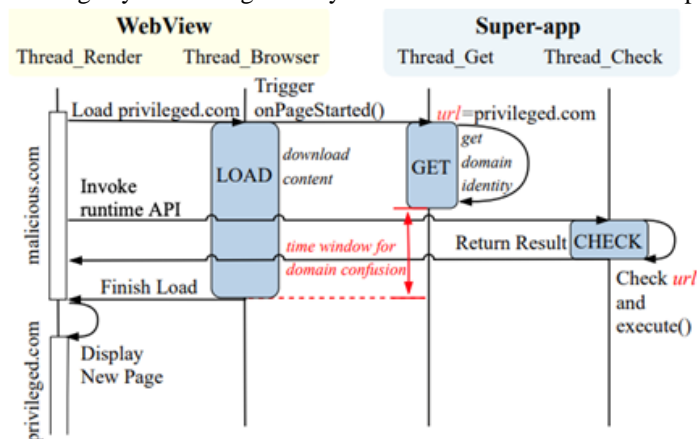 WebView
Super-app
Thread_Render
Thread_Browser
Thread_Get
Thread_Check
Trigger
Load privileged.com
onPageStarted()
url=privileged.com
malicious.com
LOAD
download
content
GET
get
domain
identity
Invoke
runtime API
time window for
domain confusion
Return Result
CHECK
Finish Load
Check url
and
execute()
Display
New Page
privileged.com